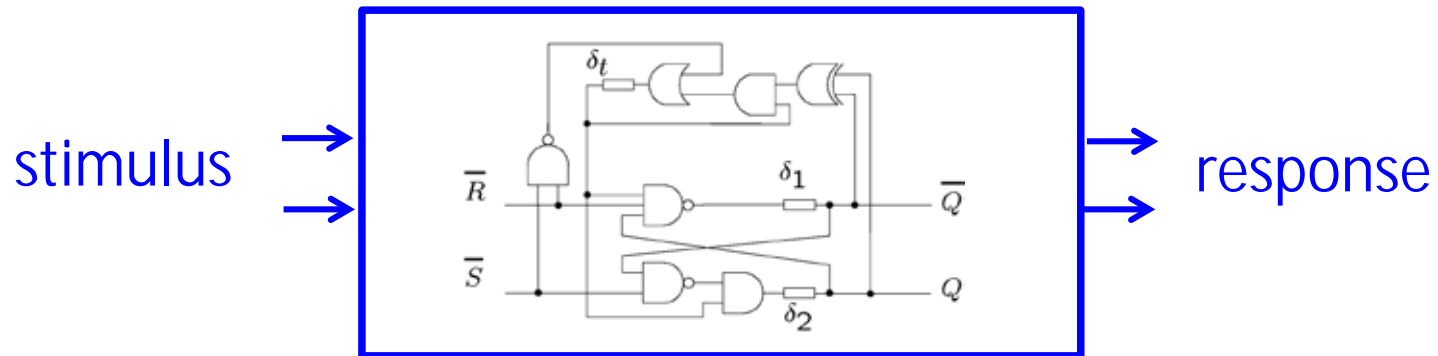 δt
stimulus
response
R̅
δ1
Q̅
S̅
Q
δ2